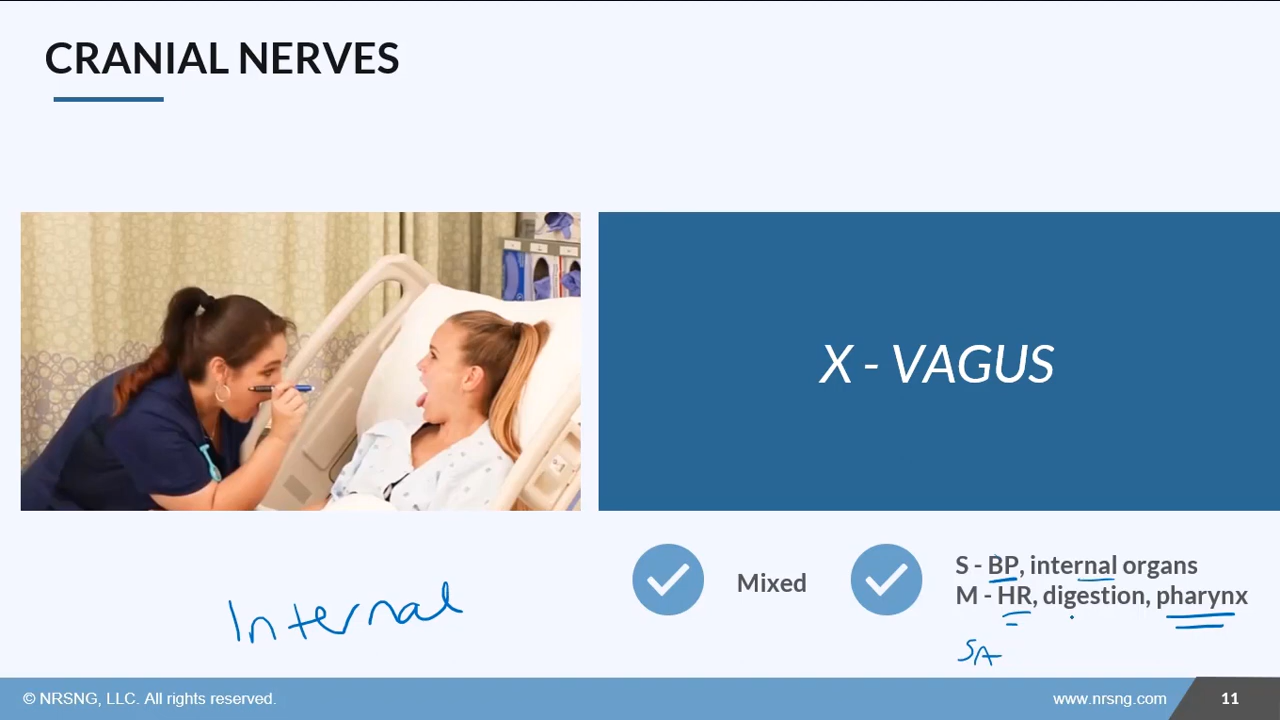 CRANIAL NERVES
X - VAGUS
Mixed
S - BP, internal organs
M - HR, digestion, pharynx
Internal
SA
© NRSNG, LLC. All rights reserved.
www.nrsng.com
11